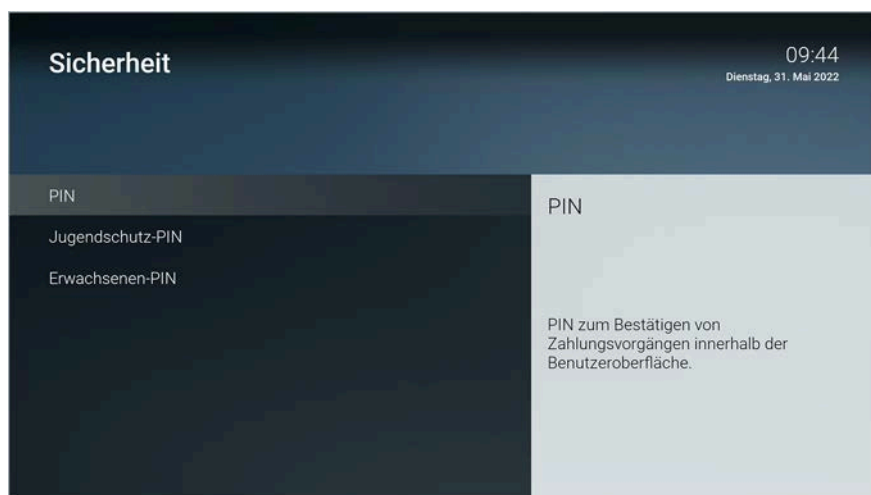 Sicherheit
09:44
Dienstag, 31. Mai 2022
PIN
Jugendschutz-PIN
Erwachsenen-PIN
PIN
PIN zum Bestätigen von
Zahlungsvorgängen innerhalb der
Benutzeroberfläche.